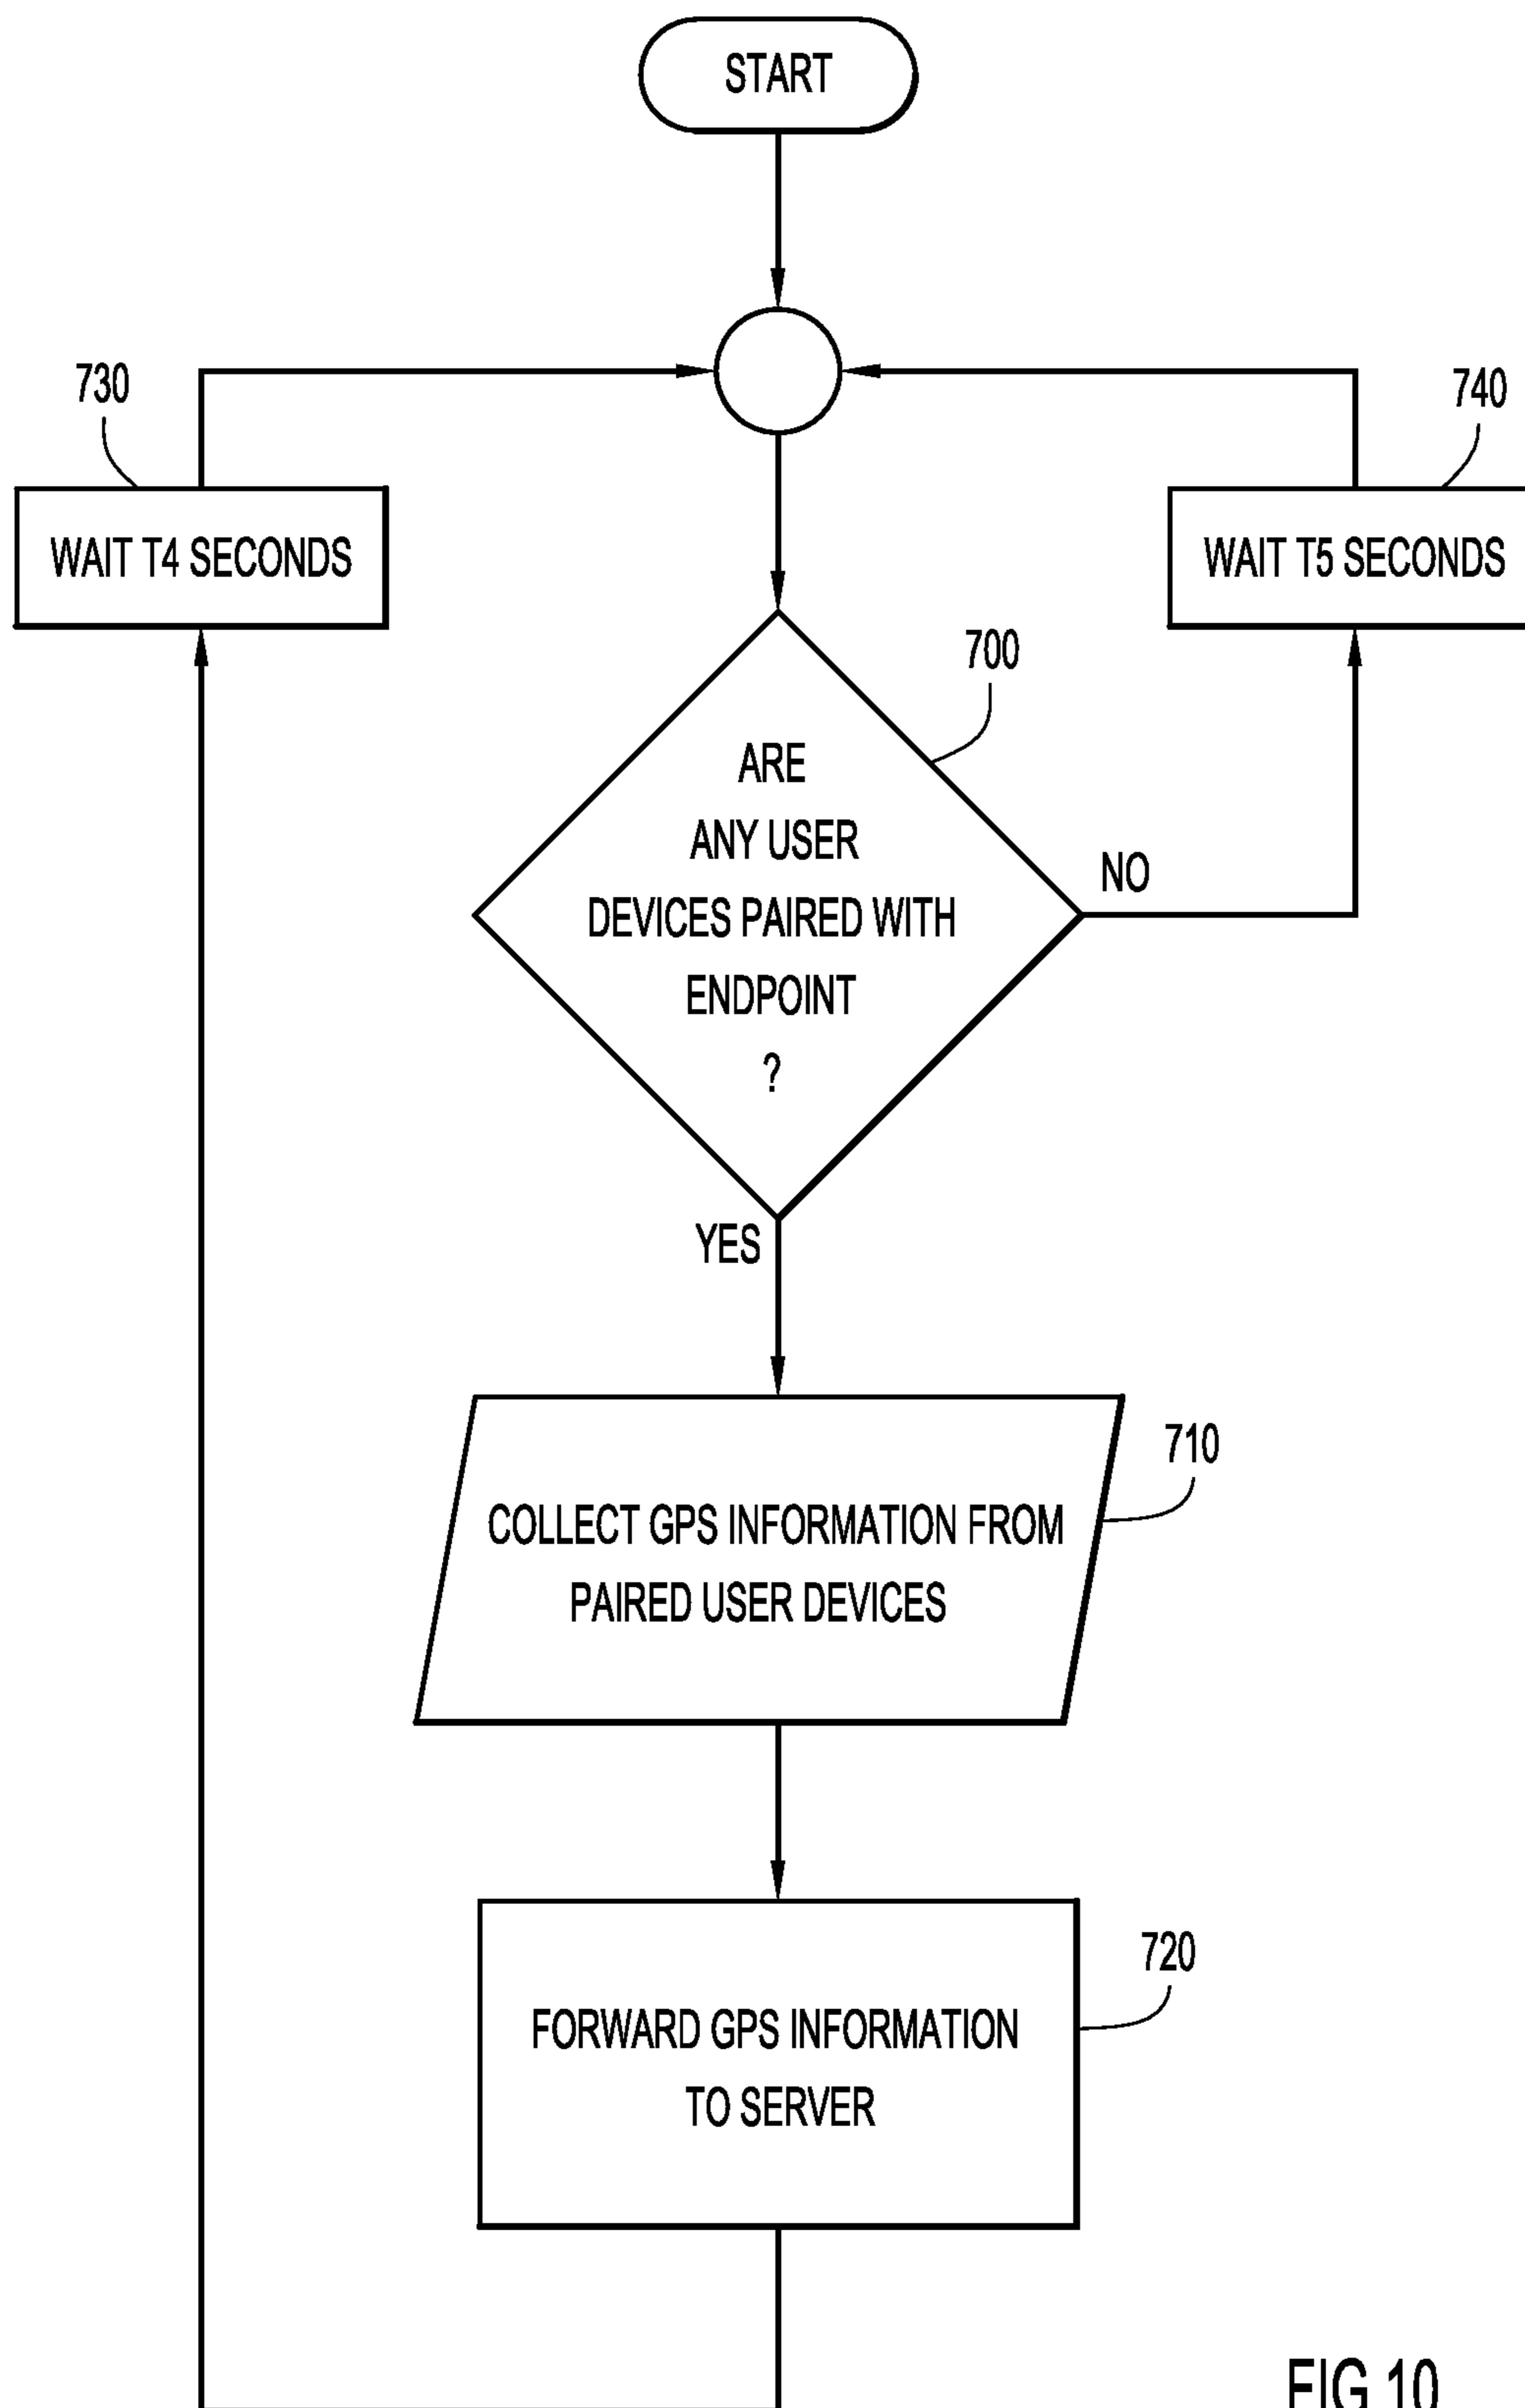 START
730
740
WAIT T4 SECONDS
WAIT T5 SECONDS
700
ARE
ANY USER
DEVICES PAIRED WITH
ENDPOINT
?
NO
YES
710
COLLECT GPS INFORMATION FROM
PAIRED USER DEVICES
720
FORWARD GPS INFORMATION
TO SERVER
FIG.10